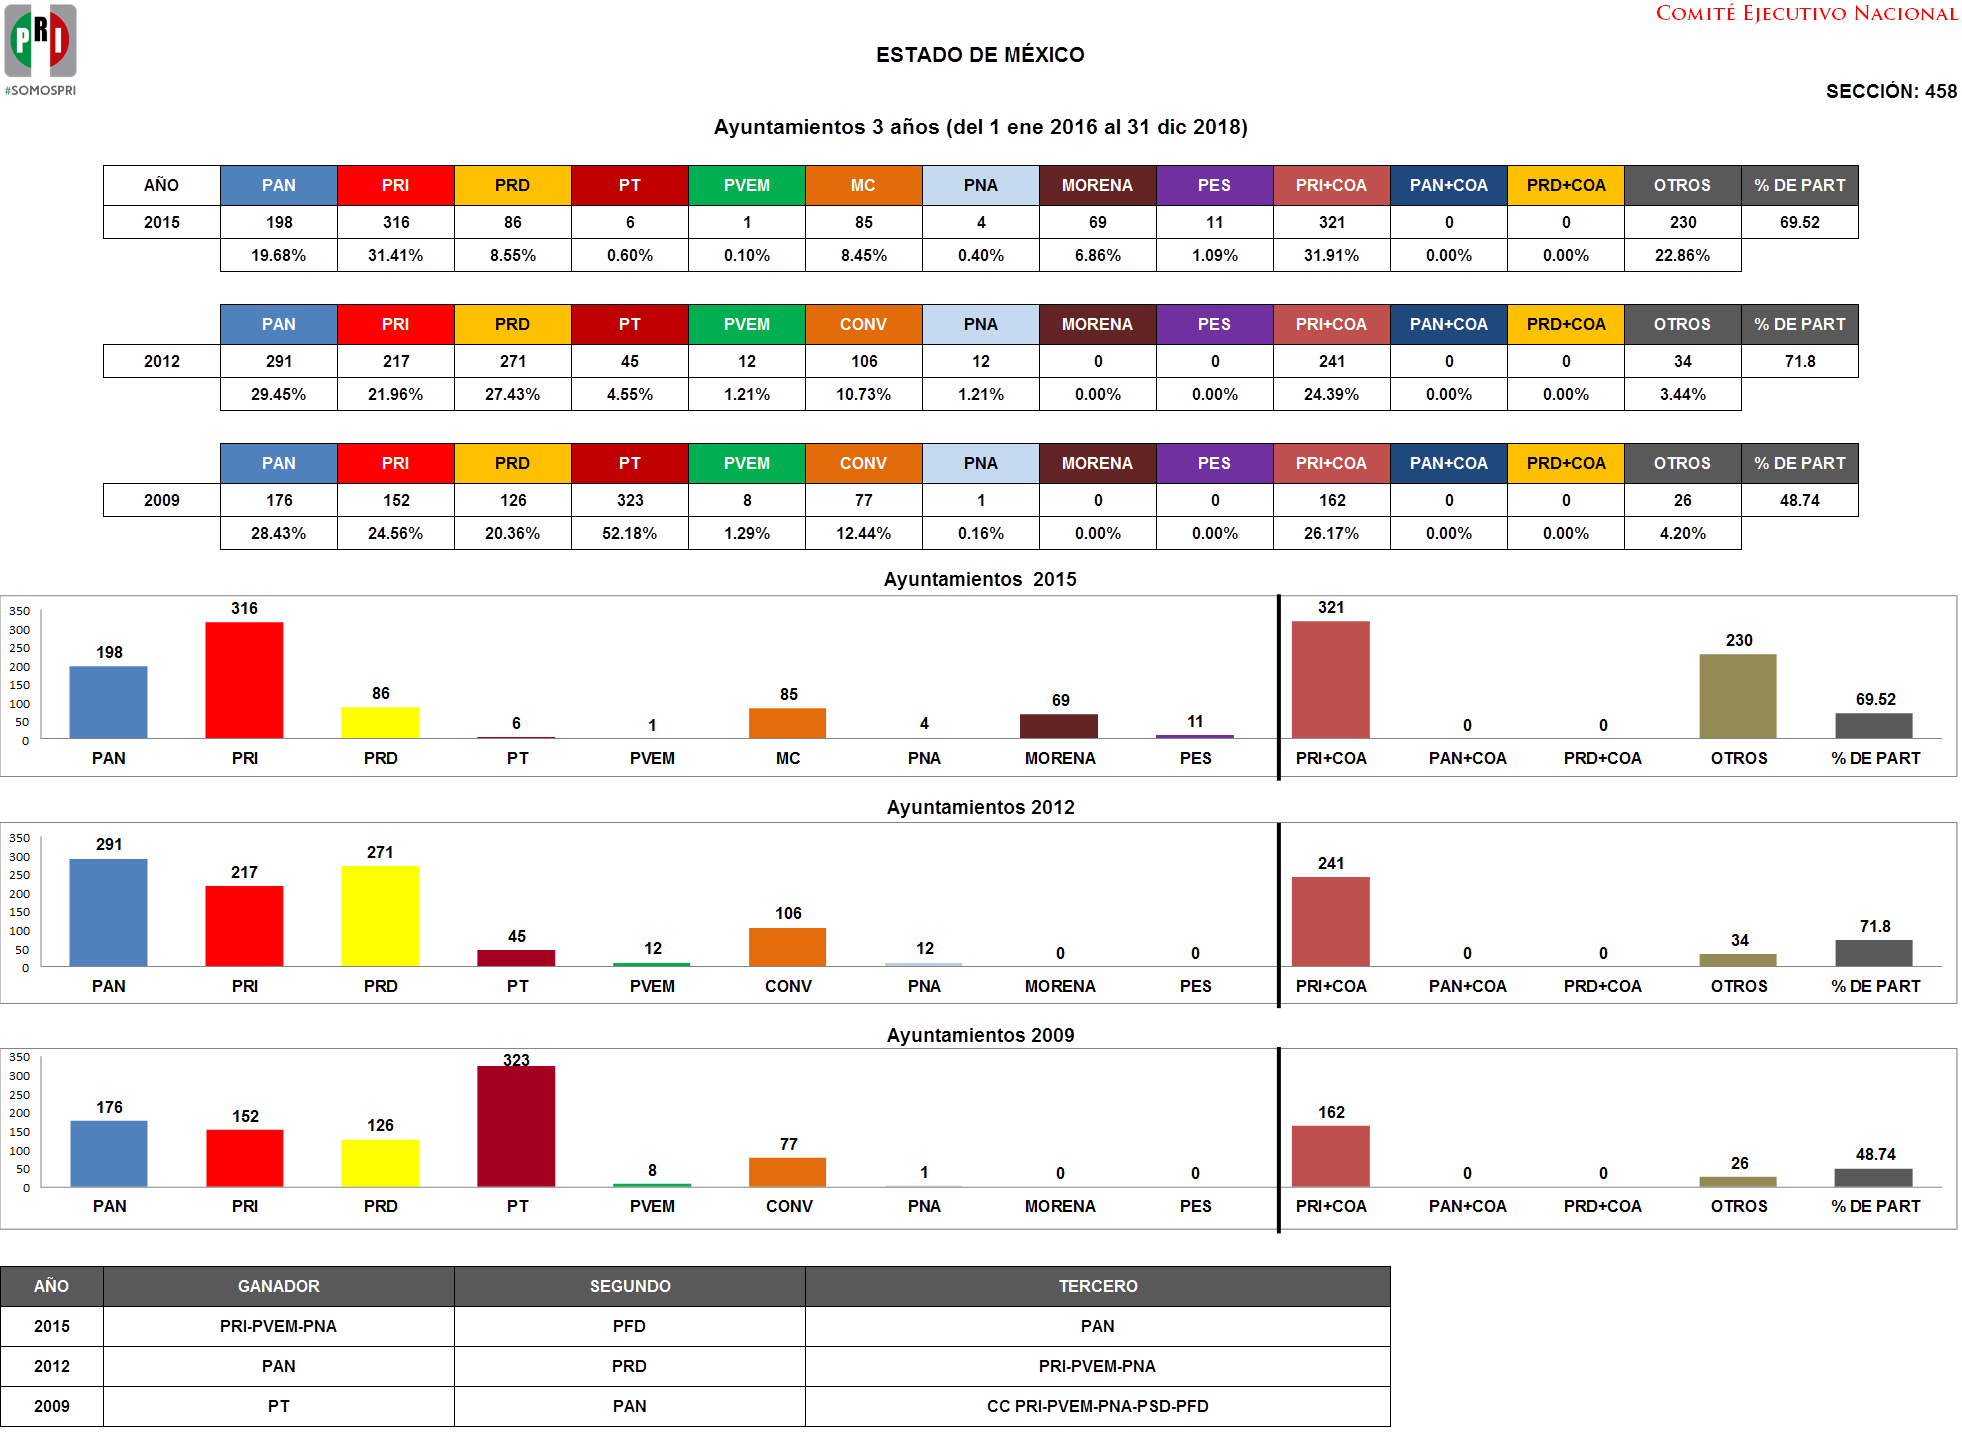 PRI
#SOMOSPRI
COMITÉ EJECUTIVO NACIONAL
ESTADO DE MÉXICO
SECCIÓN: 458
Ayuntamientos 3 años (del 1 ene 2016 al 31 dic 2018)
AÑO PAN PRI PRD PT PVEM MC PNA MORENA PES PRI+COA PAN+COA PRD+COA OTROS % DE PART
2015 198 316 86 6 1 85 4 69 11 321 0 0 230 69.52
19.68% 31.41% 8.55% 0.60% 0.10% 8.45% 0.40% 6.86% 1.09% 31.91% 0.00% 0.00% 22.86%
PAN PRI PRD PT PVEM CONV PNA MORENA PES PRI+COA PAN+COA PRD+COA OTROS % DE PART
2012 291 217 271 45 12 106 12 0 0 241 0 0 34 71.8
29.45% 21.96% 27.43% 4.55% 1.21% 10.73% 1.21% 0.00% 0.00% 24.39% 0.00% 0.00% 3.44%
PAN PRI PRD PT PVEM CONV PNA MORENA PES PRI+COA PAN+COA PRD+COA OTROS % DE PART
2009 176 152 126 323 8 77 1 0 0 162 0 0 26 48.74
28.43% 24.56% 20.36% 52.18% 1.29% 12.44% 0.16% 0.00% 0.00% 26.17% 0.00% 0.00% 4.20%
Ayuntamientos 2015
350
300
250
200
150
100
50
0
198 316 86 6 1 85 4 69 11 321 0 0 230 69.52
PAN PRI PRD PT PVEM MC PNA MORENA PES PRI+COA PAN+COA PRD+COA OTROS % DE PART
Ayuntamientos 2012
350
300
250
200
150
100
50
0
291 217 271 45 12 106 12 0 0 241 0 0 34 71.8
PAN PRI PRD PT PVEM CONV PNA MORENA PES PRI+COA PAN+COA PRD+COA OTROS % DE PART
Ayuntamientos 2009
350
300
250
200
150
100
50
0
176 152 126 323 8 77 1 0 0 162 0 0 26 48.74
PAN PRI PRD PT PVEM CONV PNA MORENA PES PRI+COA PAN+COA PRD+COA OTROS % DE PART
AÑO GANADOR SEGUNDO TERCERO
2015 PRI-PVEM-PNA PFD PAN
2012 PAN PRD PRI-PVEM-PNA
2009 PT PAN CC PRI-PVEM-PNA-PSD-PFD